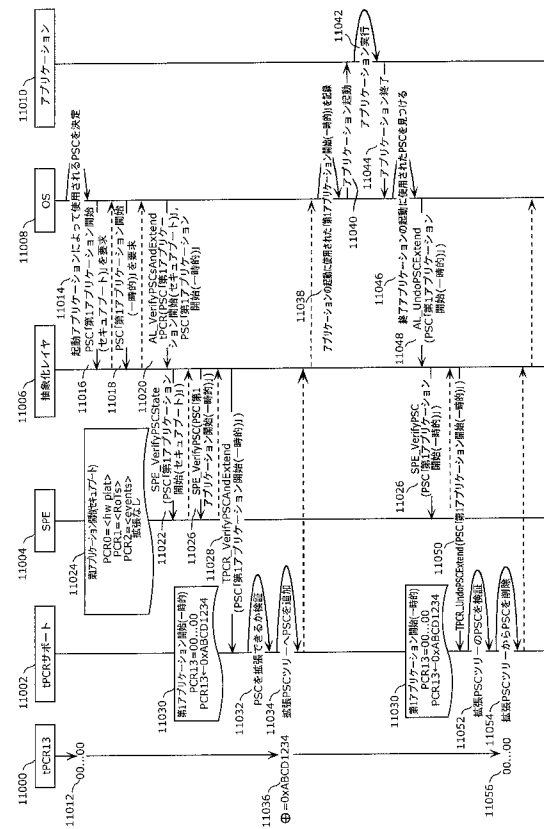 11000
tPCR13
11002
tPCRサポート
11004
SPE
11006
抽象化レイヤ
11008
OS
11010
アプリケーション
11012
00...00
11014
起動アプリケーションによって使用されるPSCを決定
11016
PSC「第1アプリケーション開始
(セキュアブート)」を要求
11018
PSC「第1アプリケーション開始
(一時的)」を要求
11020
AL_VerifyPSCsAndExtend
tPCR(PSC「第1アプリケー
ション開始(セキュアブート)」,
PSC「第1アプリケーション
開始(一時的)」
11024
第1アプリケーション開始(セキュアブート)
PCR0=<hw plat>
PCR1=<RoTs>
PCR2=<events>
拡張なし
11022
SPE_VerifyPSCState
(PSC「第1アプリケーション
開始(セキュアブート)」)
11026
SPE_VerifyPSC(PSC「第1
アプリケーション開始(一時的)」)
11028
TPCR_VerifyPSCAndExtend
(PSC「第1アプリケーション開始(一時的)」)
11030
第1アプリケーション開始(一時的)
PCR13=00...00
PCR13←0xABCD1234
11032
PSCを拡張できるか検証
11034
拡張PSCツリーへPSCを追加
11036
⊕=0xABCD1234
11038
アプリケーションの起動に使用された「第1アプリケーション開始(一時的)」を記録
11040
アプリケーション起動
11042
アプリケーション実行
11044
アプリケーション終了
11046
終了アプリケーションの起動に使用されたPSCを見つける
11048
AL_UndoPSCExtend
(PSC「第1アプリケーション
開始(一時的)」)
11026
SPE_VerifyPSC
(PSC「第1アプリケーション
開始(一時的)」)
11050
TPCR_UndoPSCExtend(PSC「第1アプリケーション開始(一時的)」)
11030
第1アプリケーション開始(一時的)
PCR13=00...00
PCR13←0xABCD1234
11052
拡張PSCツリーのPSCを検証
11054
拡張PSCツリーからPSCを削除
11056
00...00